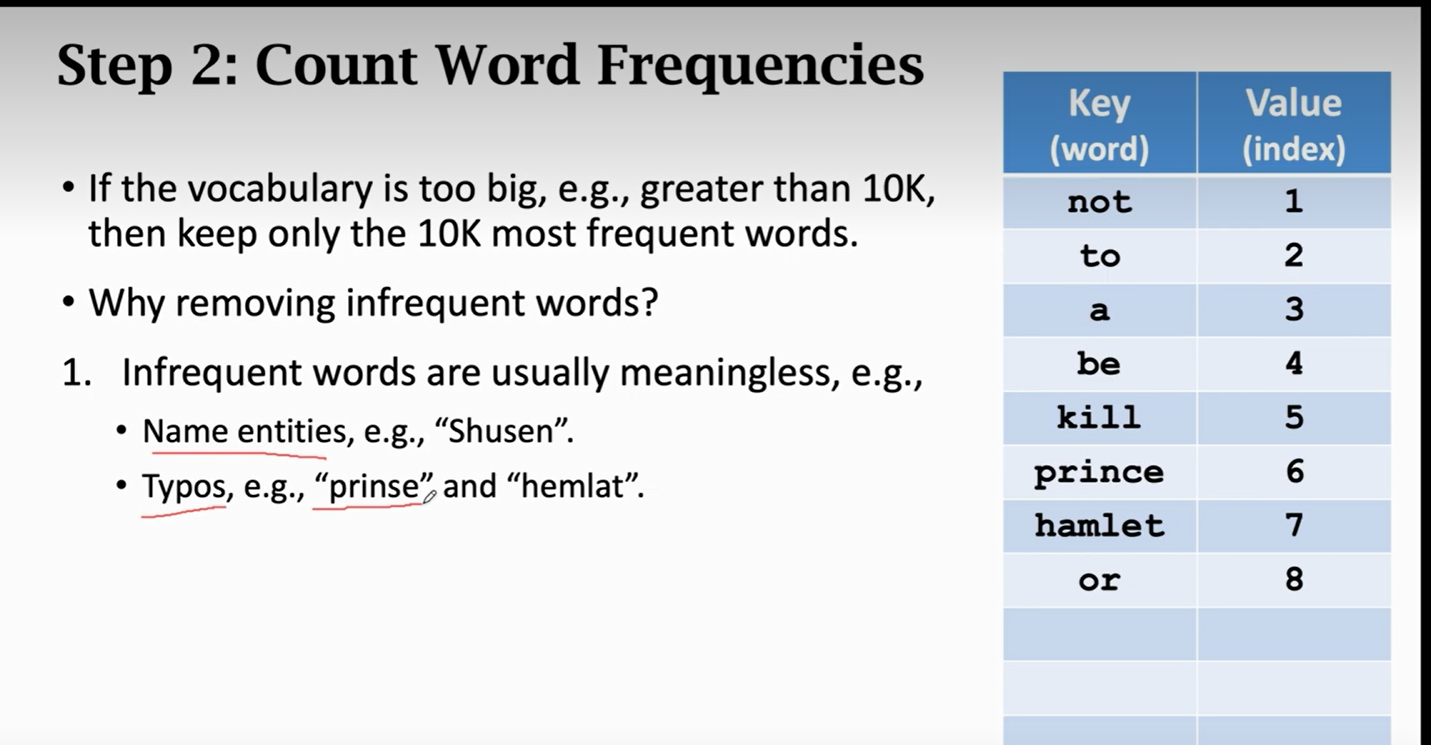 Step 2: Count Word Frequencies
• If the vocabulary is too big, e.g., greater than 10K,
then keep only the 10K most frequent words.
• Why removing infrequent words?
1. Infrequent words are usually meaningless, e.g.,
• Name entities, e.g., “Shusen”.
• Typos, e.g., “prinse” and “hemlat”.
Key Value
(word) (index)
not 1
to 2
a 3
be 4
kill 5
prince 6
hamlet 7
or 8